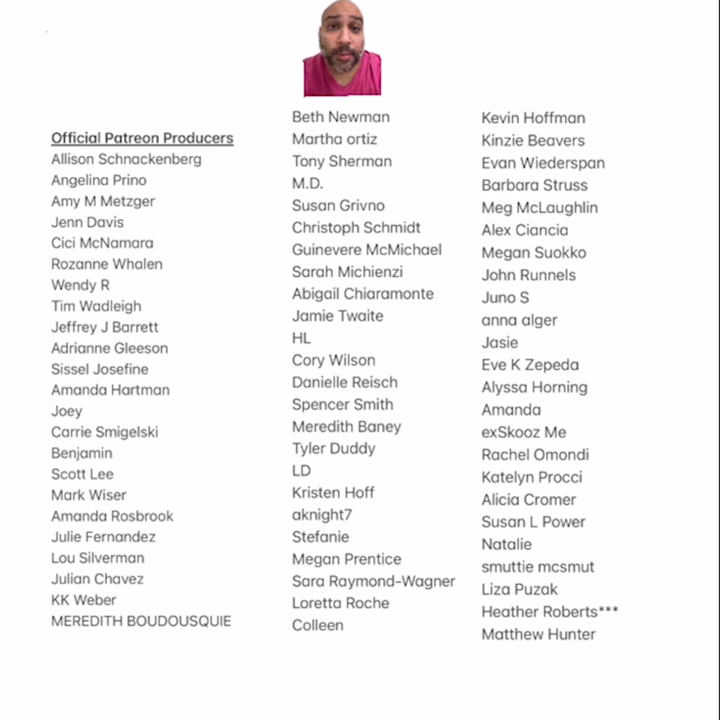 Official Patreon Producers
Allison Schnackenberg
Angelina Prino
Amy M Metzger
Jenn Davis
Cici McNamara
Rozanne Whalen
Wendy R
Tim Wadleigh
Jeffrey J Barrett
Adrianne Gleeson
Sissel Josefine
Amanda Hartman
Joey
Carrie Smigelski
Benjamin
Scott Lee
Mark Wiser
Amanda Rosbrook
Julie Fernandez
Lou Silverman
Julian Chavez
KK Weber
MEREDITH BOUDOUSQUIE
Beth Newman
Martha ortiz
Tony Sherman
M.D.
Susan Grivno
Christoph Schmidt
Guinevere McMichael
Sarah Michienzi
Abigail Chiaramonte
Jamie Twaite
HL
Cory Wilson
Danielle Reisch
Spencer Smith
Meredith Baney
Tyler Duddy
LD
Kristen Hoff
aknight7
Stefanie
Megan Prentice
Sara Raymond-Wagner
Loretta Roche
Colleen
Kevin Hoffman
Kinzie Beavers
Evan Wiederspan
Barbara Struss
Meg McLaughlin
Alex Ciancia
Megan Suokko
John Runnels
Juno S
anna alger
Jasie
Eve K Zepeda
Alyssa Horning
Amanda
exSkooz Me
Rachel Omondi
Katelyn Procci
Alicia Cromer
Susan L Power
Natalie
smuttie mcsmut
Liza Puzak
Heather Roberts***
Matthew Hunter